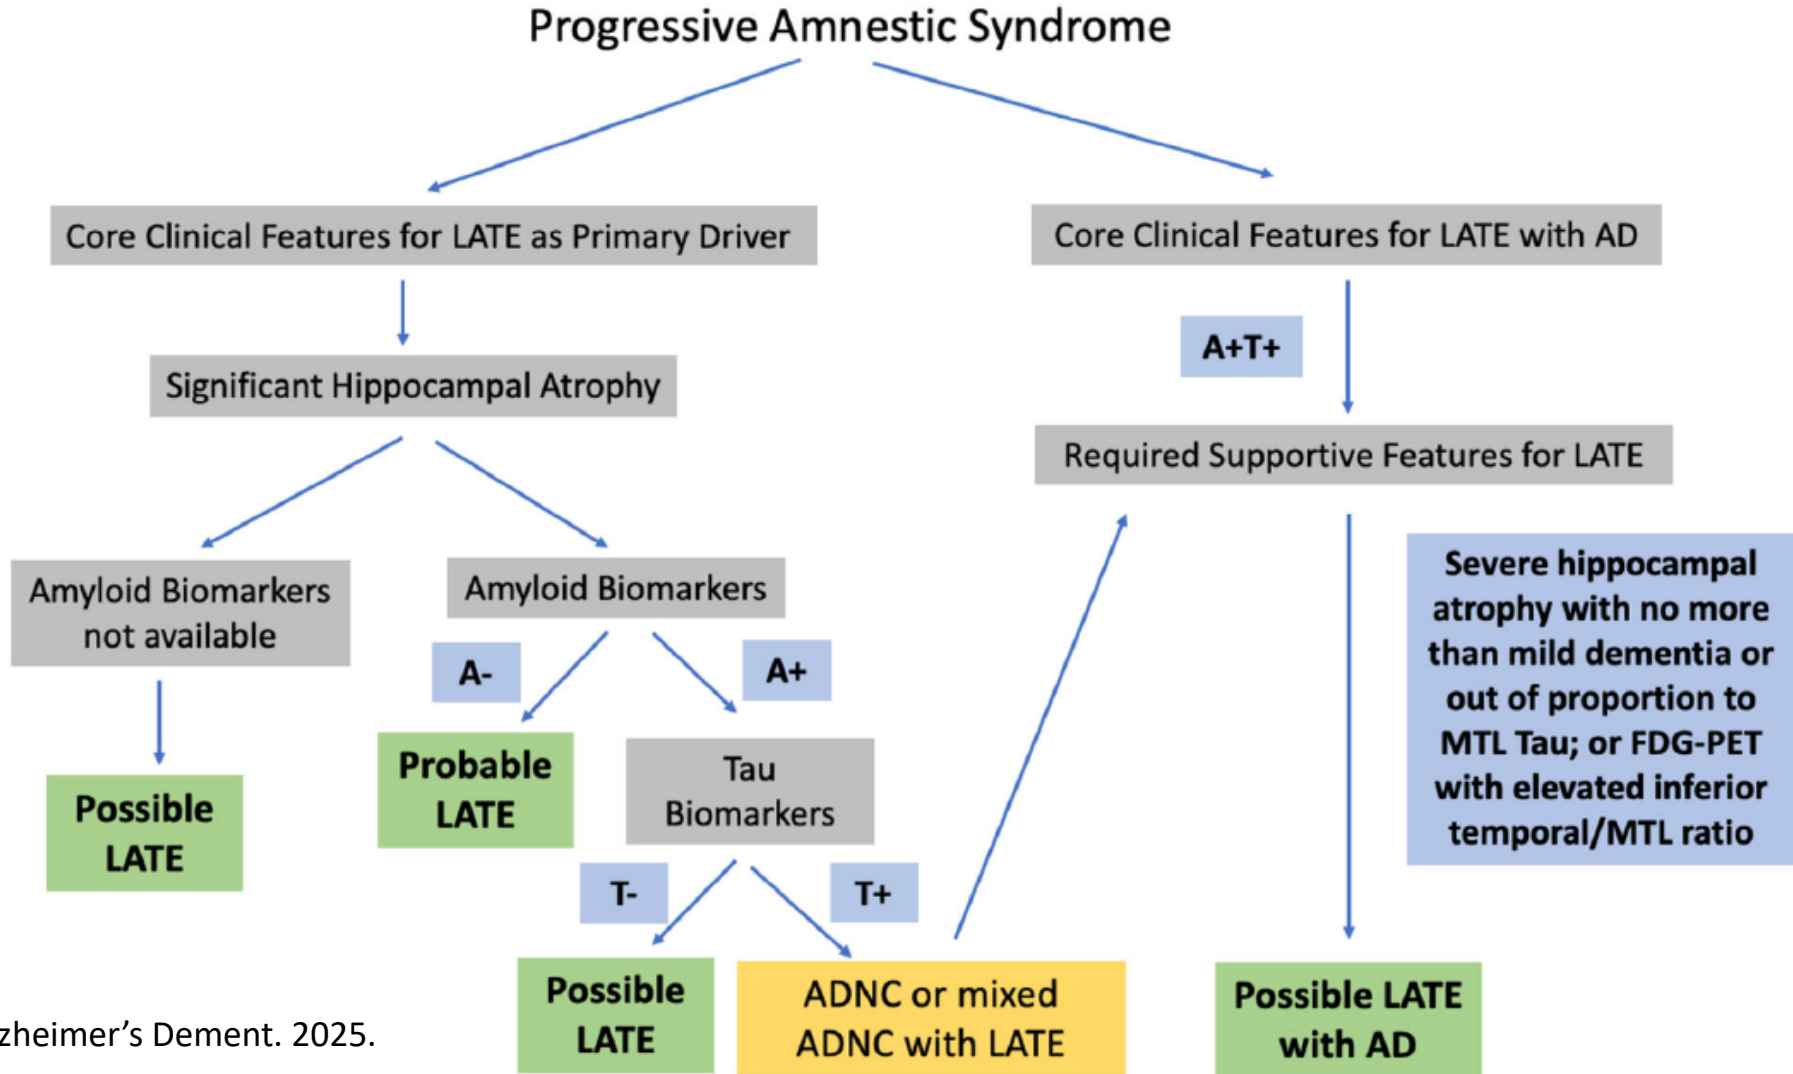 Progressive Amnestic Syndrome
Core Clinical Features for LATE as Primary Driver
Core Clinical Features for LATE with AD
A+T+
Significant Hippocampal Atrophy
Required Supportive Features for LATE
Amyloid Biomarkers
not available
Amyloid Biomarkers
Severe hippocampal
atrophy with no more
than mild dementia or
out of proportion to
MTL Tau; or FDG-PET
with elevated inferior
temporal/MTL ratio
A-
A+
Probable
LATE
Tau
Biomarkers
Possible
LATE
T-
T+
Possible
LATE
ADNC or mixed
ADNC with LATE
Possible LATE
with AD
zheimer’s Dement. 2025.